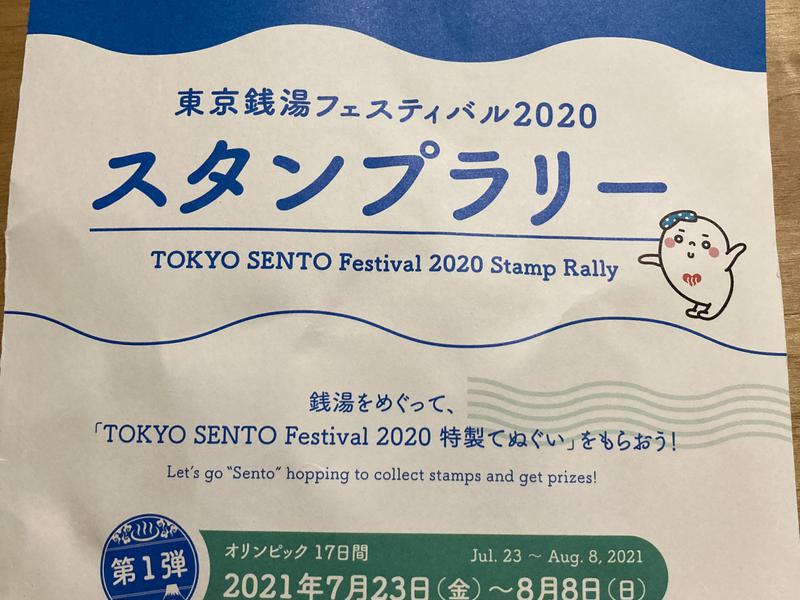 東京銭湯フェスティバル2020
スタンプラリー
TOKYO SENTO Festival 2020 Stamp Rally
銭湯をめぐって、
「TOKYO SENTO Festival 2020 特製てぬぐい」をもらおう!
Let's go "Sento" hopping to collect stamps and get prizes!
第1弾
オリンピック 17日間
Jul. 23 ~ Aug. 8, 2021
2021年7月23日(金)~8月8日(日)